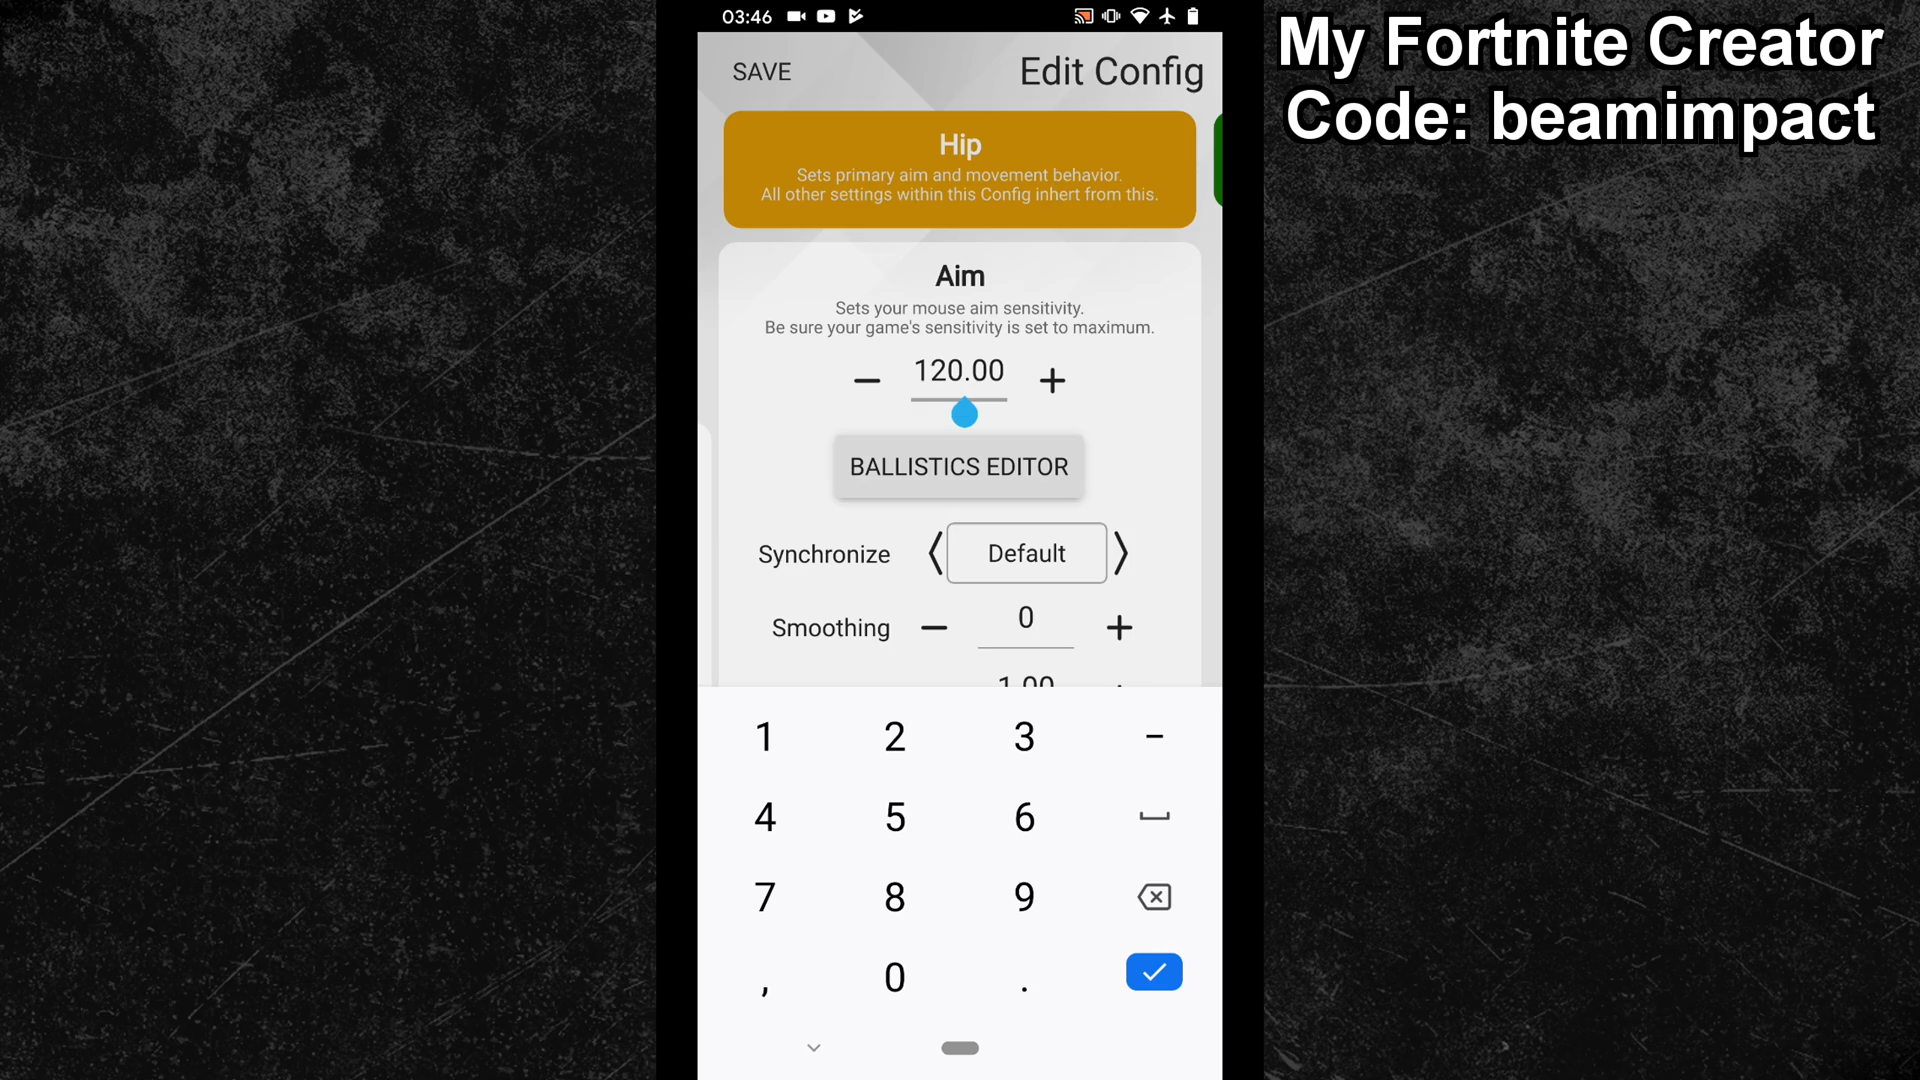 03:46
My Fortnite Creator
Code: beamimpact
SAVE
Edit Config
Hip
Sets primary aim and movement behavior.
All other settings within this Config inhert from this.
Aim
Sets your mouse aim sensitivity.
Be sure your game's sensitivity is set to maximum.
− 120.00 +
BALLISTICS EDITOR
Synchronize 〈 Default 〉
Smoothing − 0 +
1.00
1 2 3 -
4 5 6
7 8 9
, 0 .